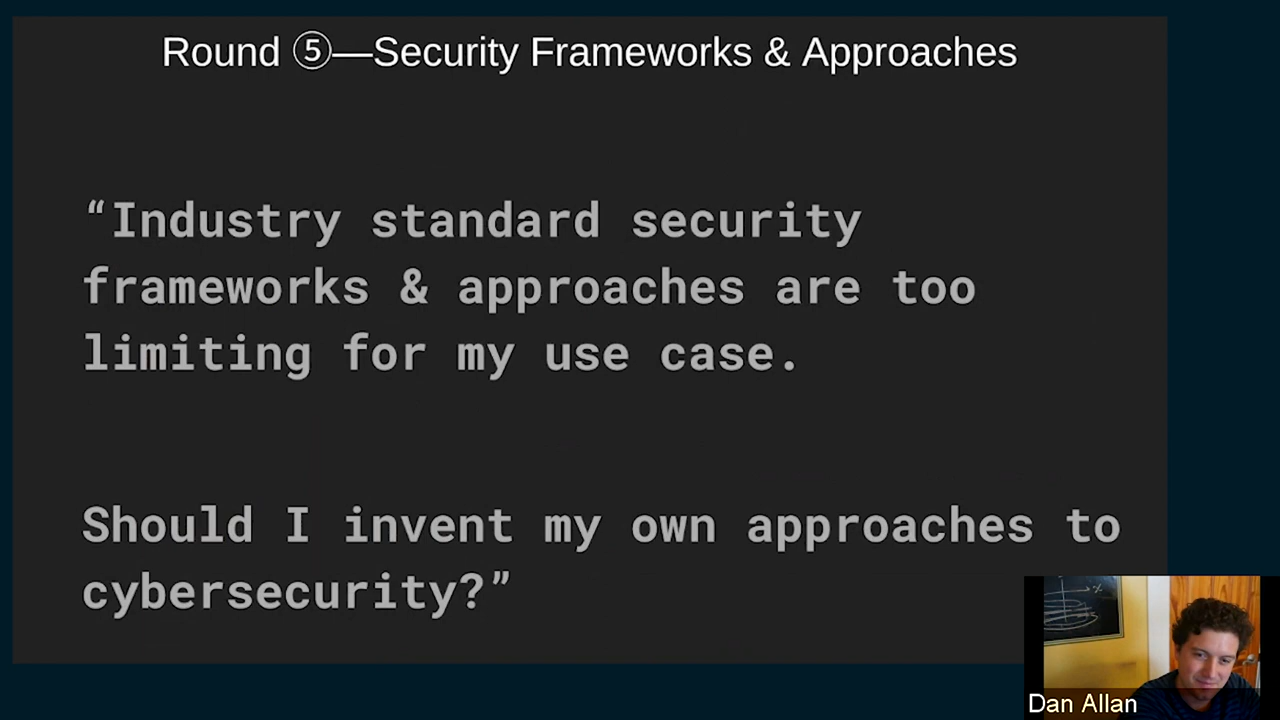 Round ⑤—Security Frameworks & Approaches
“Industry standard security
frameworks & approaches are too
limiting for my use case.
Should I invent my own approaches to
cybersecurity?”
Dan Allan